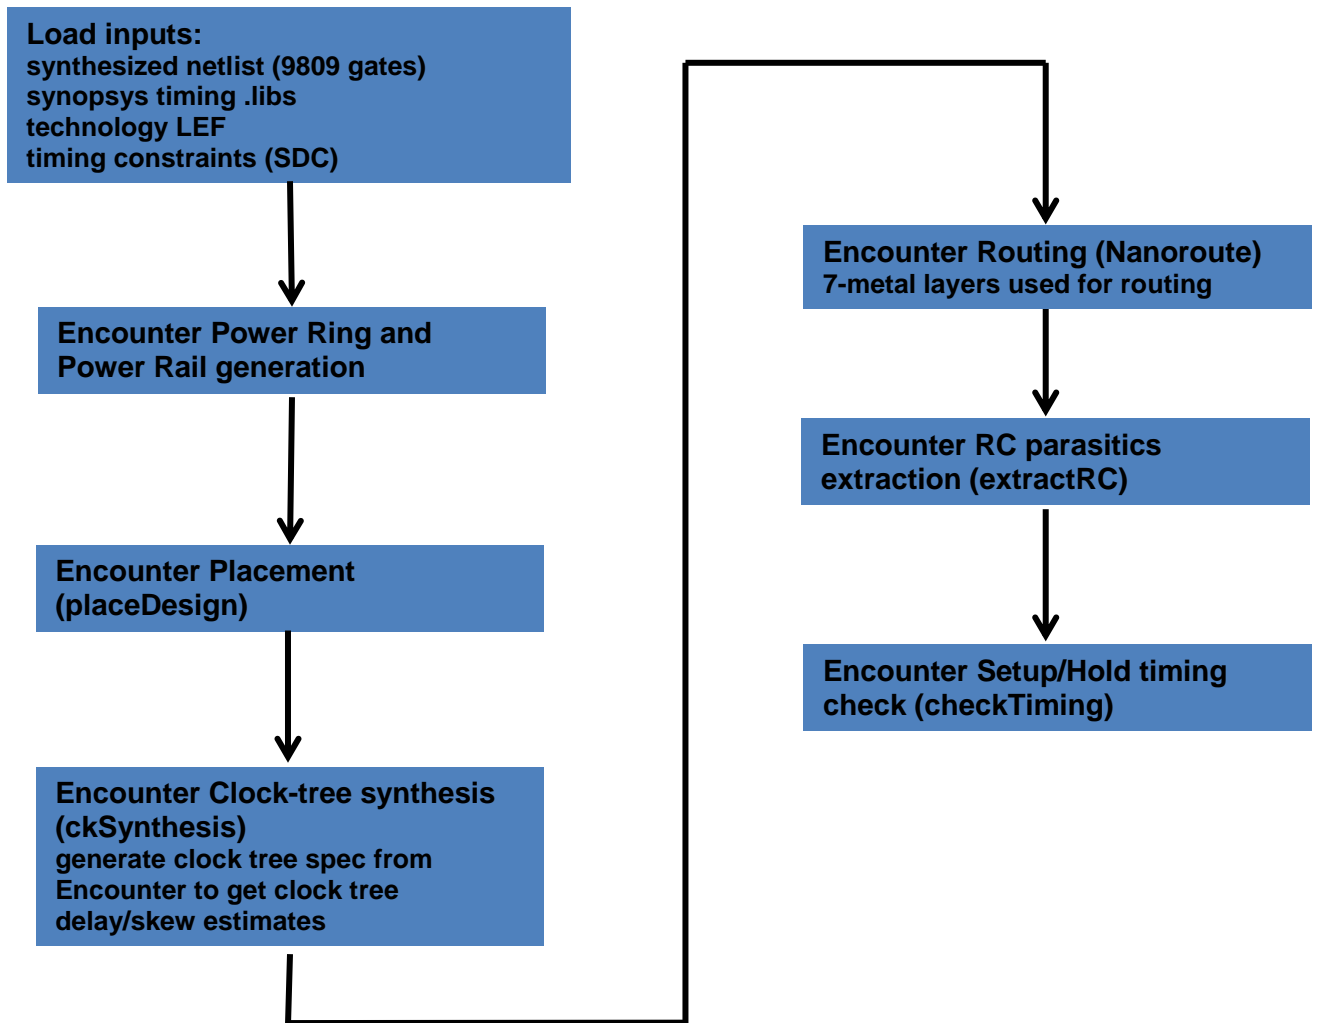 Load inputs:
synthesized netlist (9809 gates)
synopsys timing .libs
technology LEF
timing constraints (SDC)
Encounter Power Ring and
Power Rail generation
Encounter Placement
(placeDesign)
Encounter Clock-tree synthesis
(ckSynthesis)
generate clock tree spec from
Encounter to get clock tree
delay/skew estimates
Encounter Routing (Nanoroute)
7-metal layers used for routing
Encounter RC parasitics
extraction (extractRC)
Encounter Setup/Hold timing
check (checkTiming)